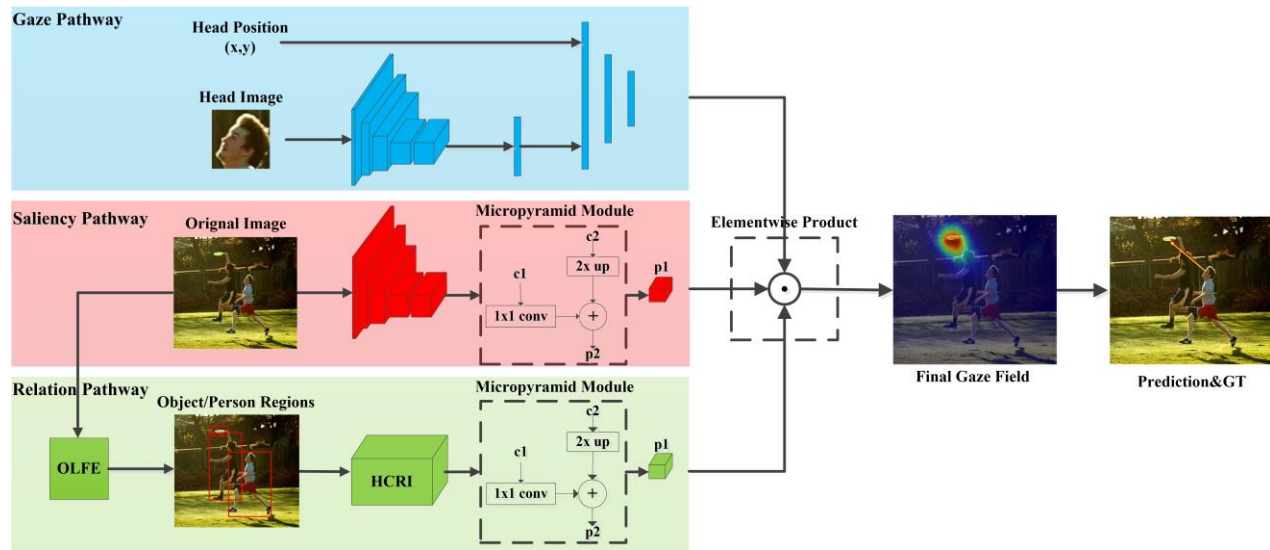 Gaze Pathway
Head Position
(x,y)
Head Image
Saliency Pathway
Orignal Image
Micropyramid Module
c2
2x up
c1
1x1 conv
+
p2
p1
Elementwise Product
Final Gaze Field
Prediction&GT
Relation Pathway
Object/Person Regions
OLFE
HCRI
Micropyramid Module
c2
2x up
c1
1x1 conv
+
p2
p1